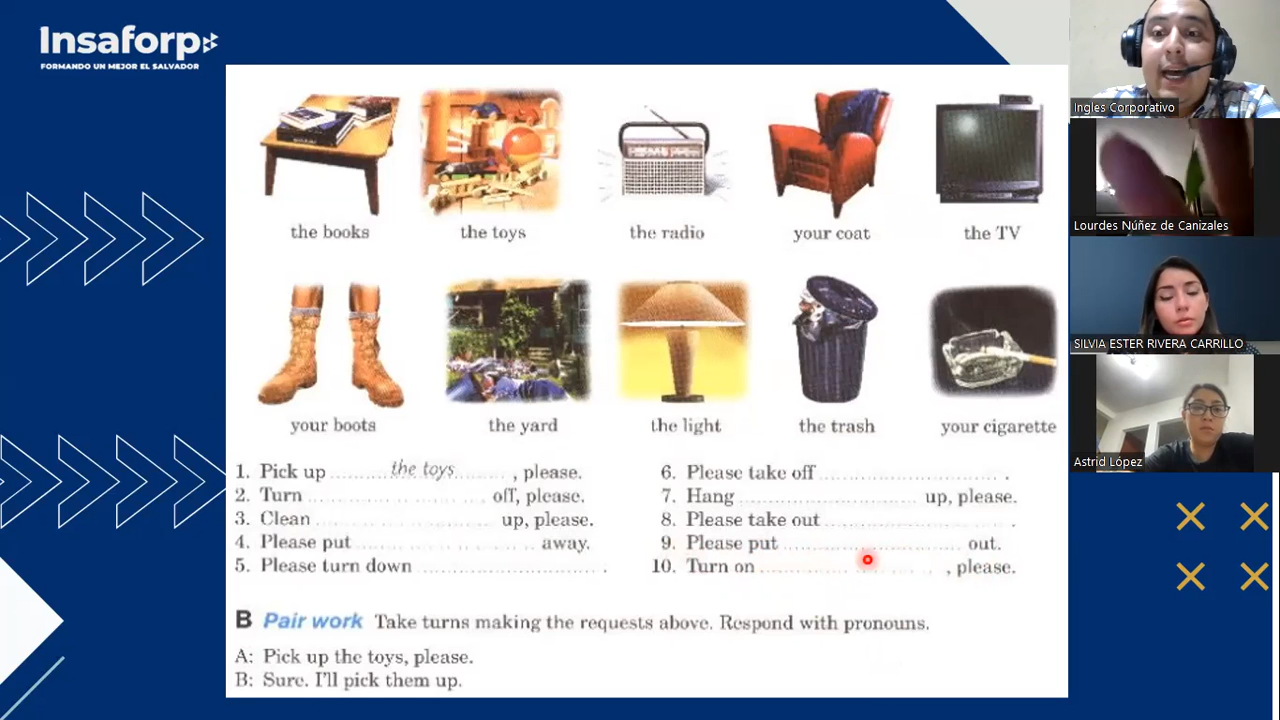 Insaforp
FORMANDO UN MEJOR EL SALVADOR
the books
the toys
the radio
your coat
the TV
your boots
the yard
the light
the trash
your cigarette
1. Pick up the toys , please.
2. Turn ........ off, please.
3. Clean ........ up, please.
4. Please put ........ away.
5. Please turn down ........ .
6. Please take off ........ .
7. Hang ........ up, please.
8. Please take out ........ .
9. Please put ........ out.
10. Turn on ........ , please.
B Pair work Take turns making the requests above. Respond with pronouns.
A: Pick up the toys, please.
B: Sure. I'll pick them up.
Ingles Corporativo
Lourdes Núñez de Canizales
SILVIA ESTER RIVERA CARRILLO
Astrid López